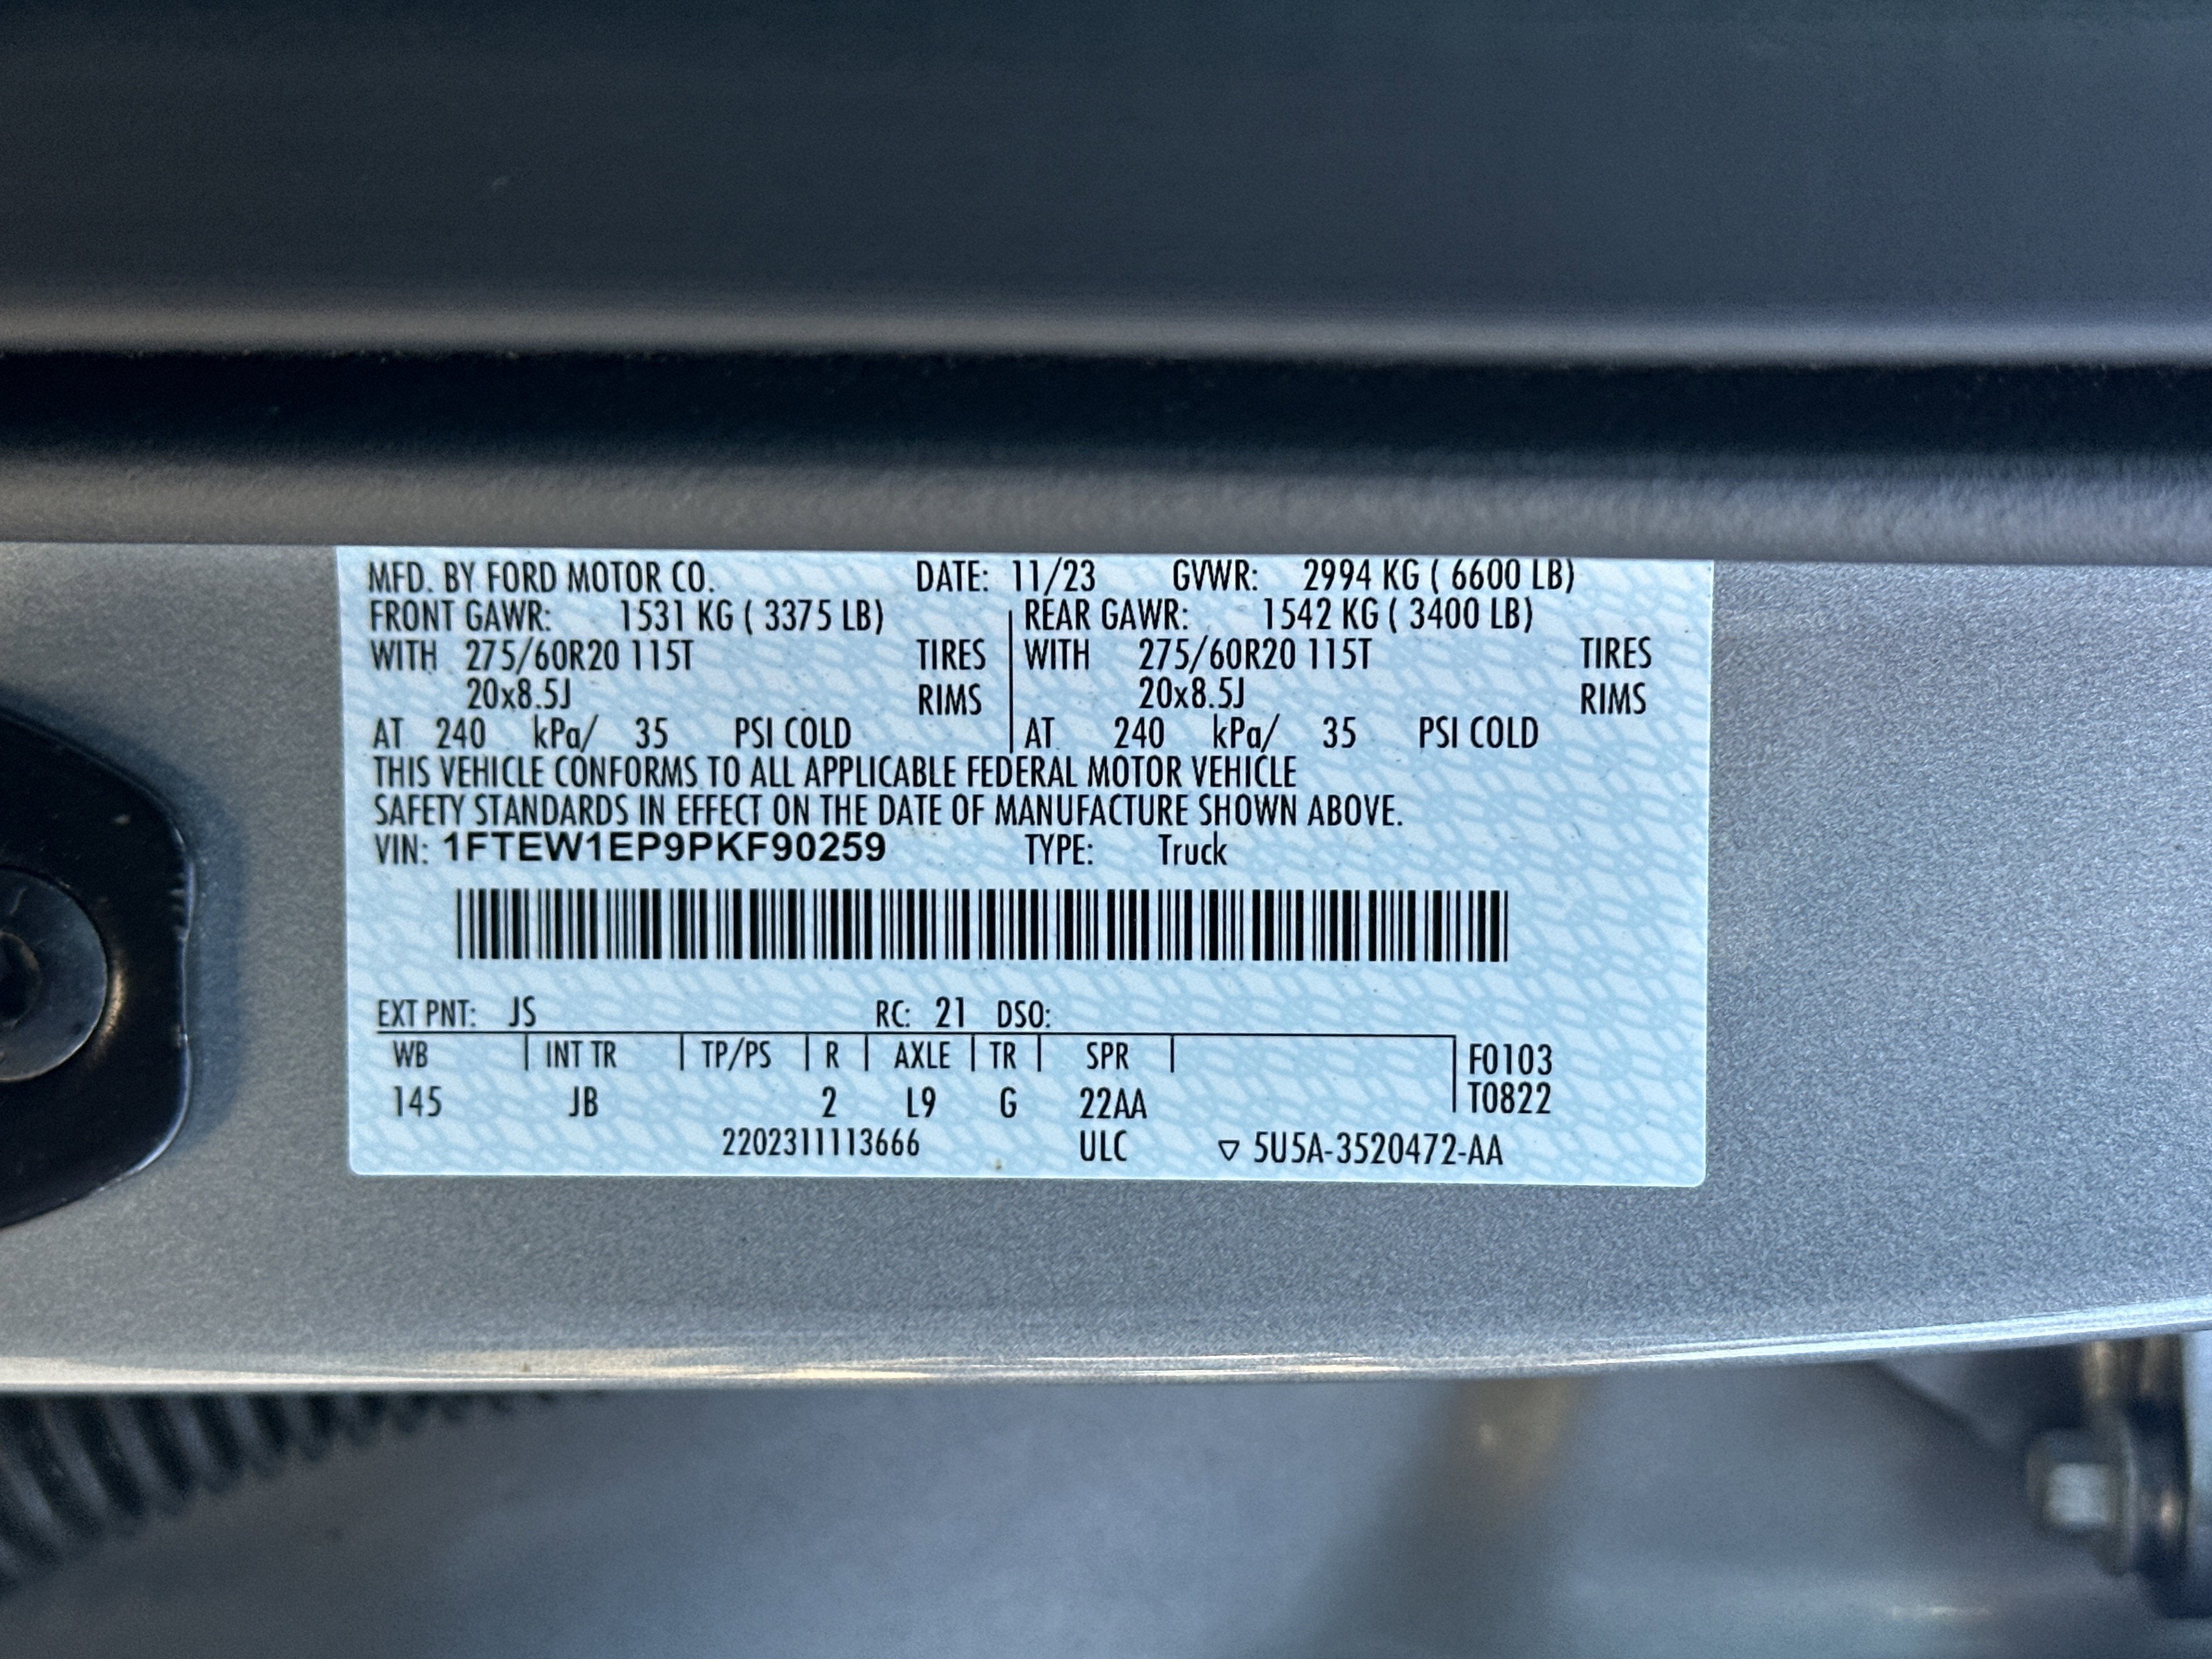 MFD. BY FORD MOTOR CO. DATE: 11/23 GVWR: 2994 KG ( 6600 LB)
FRONT GAWR: 1531 KG ( 3375 LB) REAR GAWR: 1542 KG ( 3400 LB)
WITH 275/60R20 115T TIRES WITH 275/60R20 115T TIRES
20x8.5J RIMS 20x8.5J RIMS
AT 240 kPa/ 35 PSI COLD AT 240 kPa/ 35 PSI COLD
THIS VEHICLE CONFORMS TO ALL APPLICABLE FEDERAL MOTOR VEHICLE
SAFETY STANDARDS IN EFFECT ON THE DATE OF MANUFACTURE SHOWN ABOVE.
VIN: 1FTEW1EP9PKF90259 TYPE: Truck
EXT PNT: JS RC: 21 DSO:
WB INT TR TP/PS R AXLE TR SPR F0103
145 JB 2 L9 G 22AA T0822
2202311113666 ULC ▽ 5U5A-3520472-AA